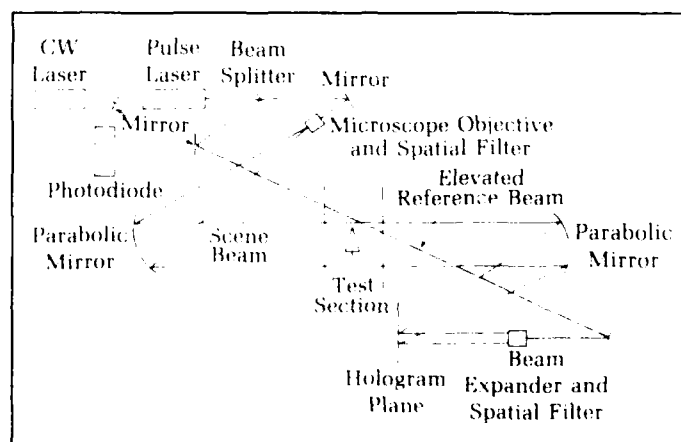 CW
Laser
Pulse
Laser
Beam
Splitter
Mirror
Mirror
Microscope Objective
and Spatial Filter
Photodiode
Elevated
Reference Beam
Parabolic
Mirror
Scene
Beam
Parabolic
Mirror
Test
Section
Hologram
Plane
Beam
Expander and
Spatial Filter